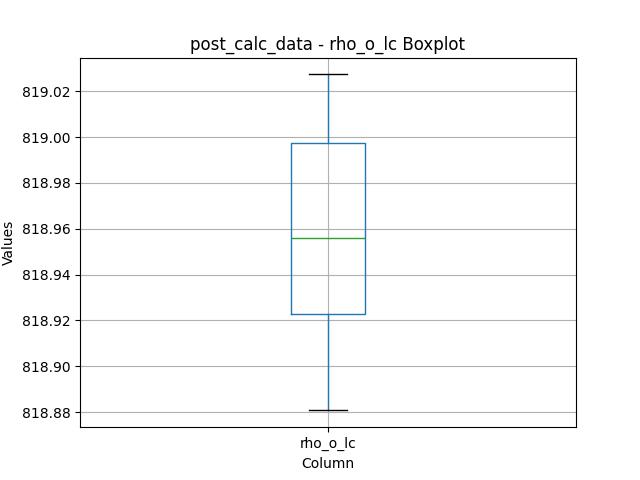 post_calc_data - rho_o_lc Boxplot
819.02
819.00
818.98
818.96
818.94
818.92
818.90
818.88
Values
rho_o_lc
Column